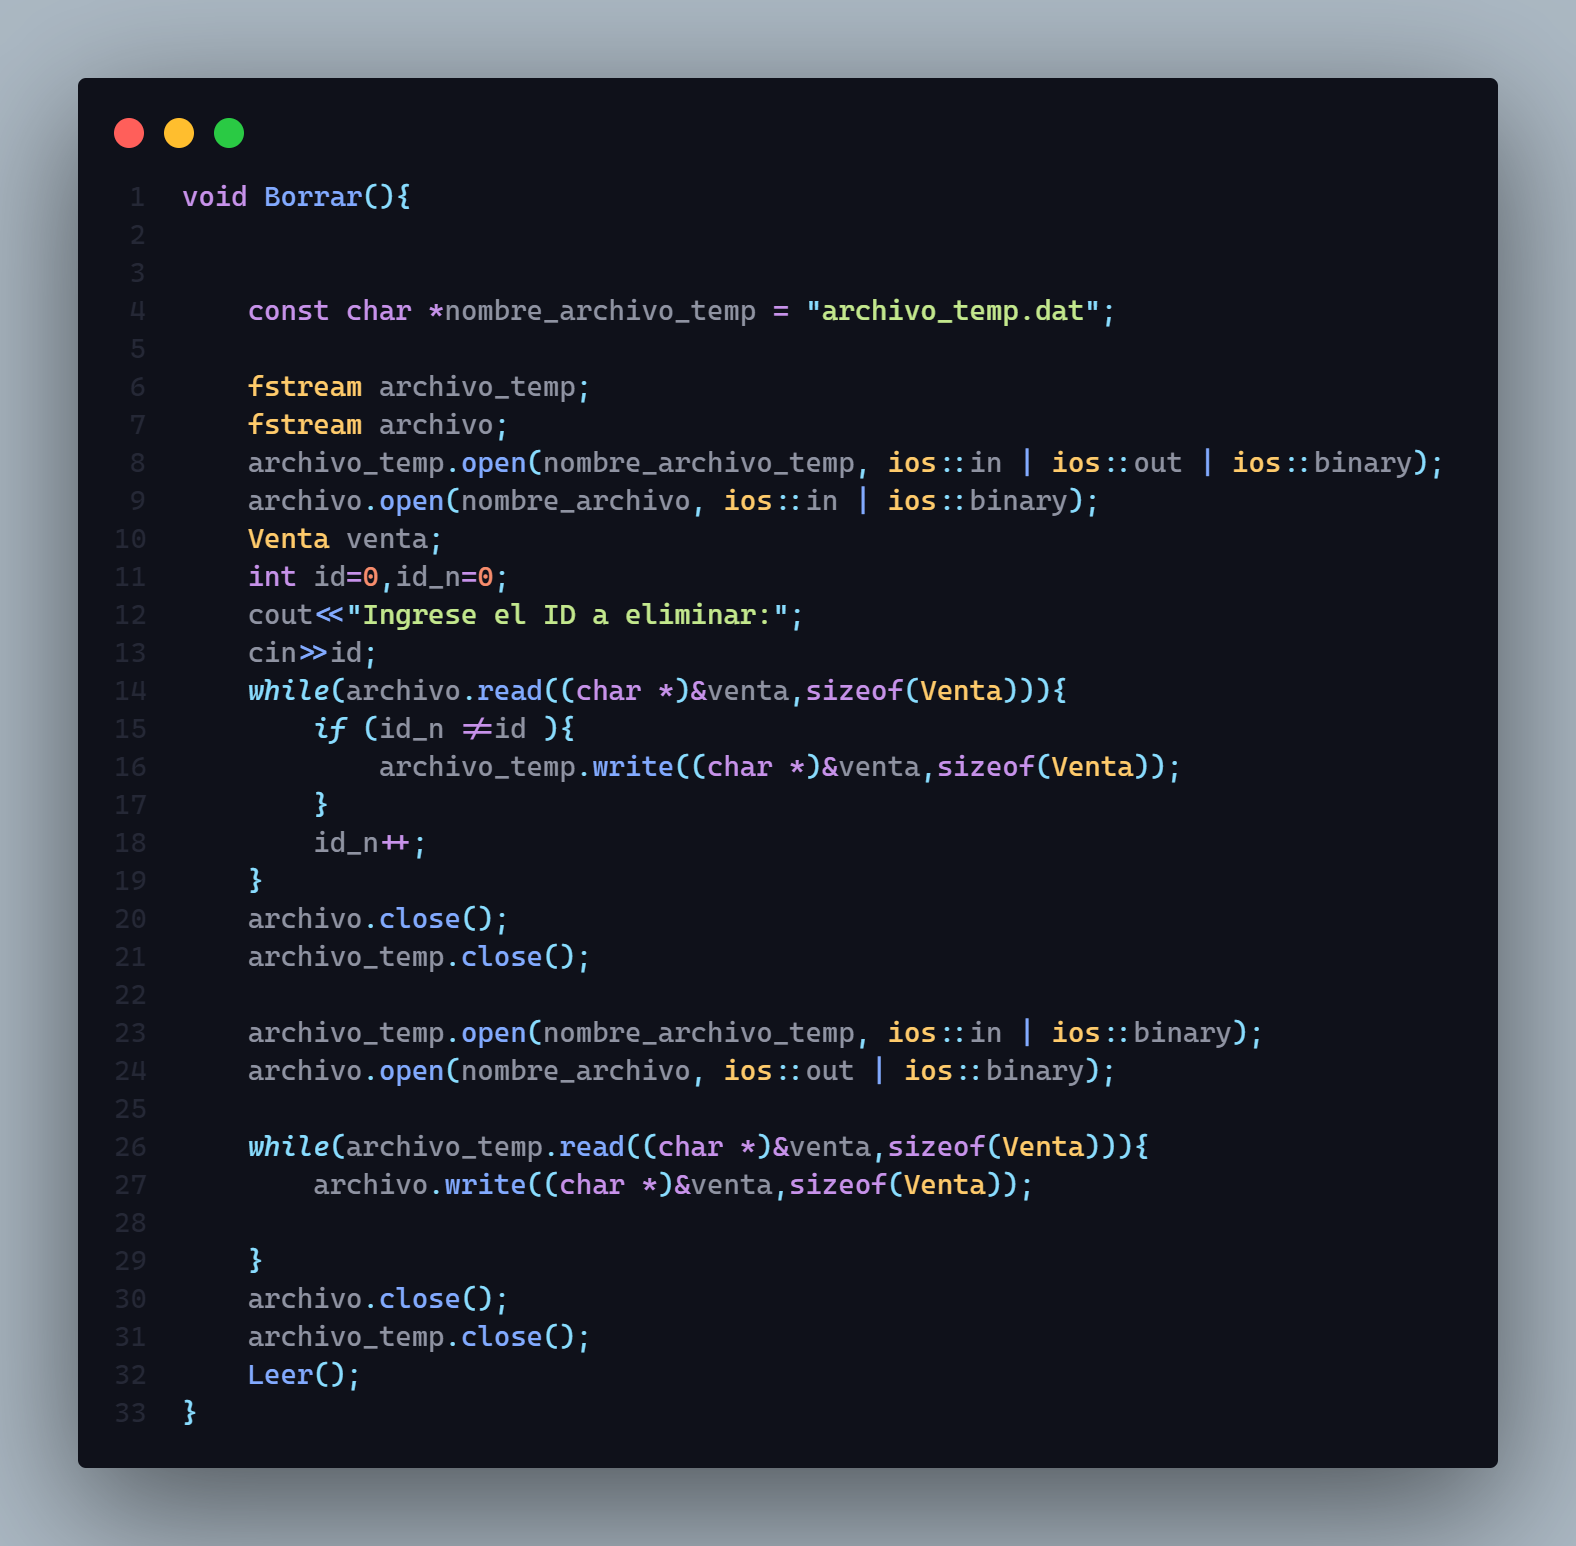 1 void Borrar(){
2
3
4 const char *nombre_archivo_temp = "archivo_temp.dat";
5
6 fstream archivo_temp;
7 fstream archivo;
8 archivo_temp.open(nombre_archivo_temp, ios::in | ios::out | ios::binary);
9 archivo.open(nombre_archivo, ios::in | ios::binary);
10 Venta venta;
11 int id=0,id_n=0;
12 cout<<"Ingrese el ID a eliminar:";
13 cin>>id;
14 while(archivo.read((char *)&venta,sizeof(Venta))){
15 if (id_n !=id ){
16 archivo_temp.write((char *)&venta,sizeof(Venta));
17 }
18 id_n++;
19 }
20 archivo.close();
21 archivo_temp.close();
22
23 archivo_temp.open(nombre_archivo_temp, ios::in | ios::binary);
24 archivo.open(nombre_archivo, ios::out | ios::binary);
25
26 while(archivo_temp.read((char *)&venta,sizeof(Venta))){
27 archivo.write((char *)&venta,sizeof(Venta));
28
29 }
30 archivo.close();
31 archivo_temp.close();
32 Leer();
33 }